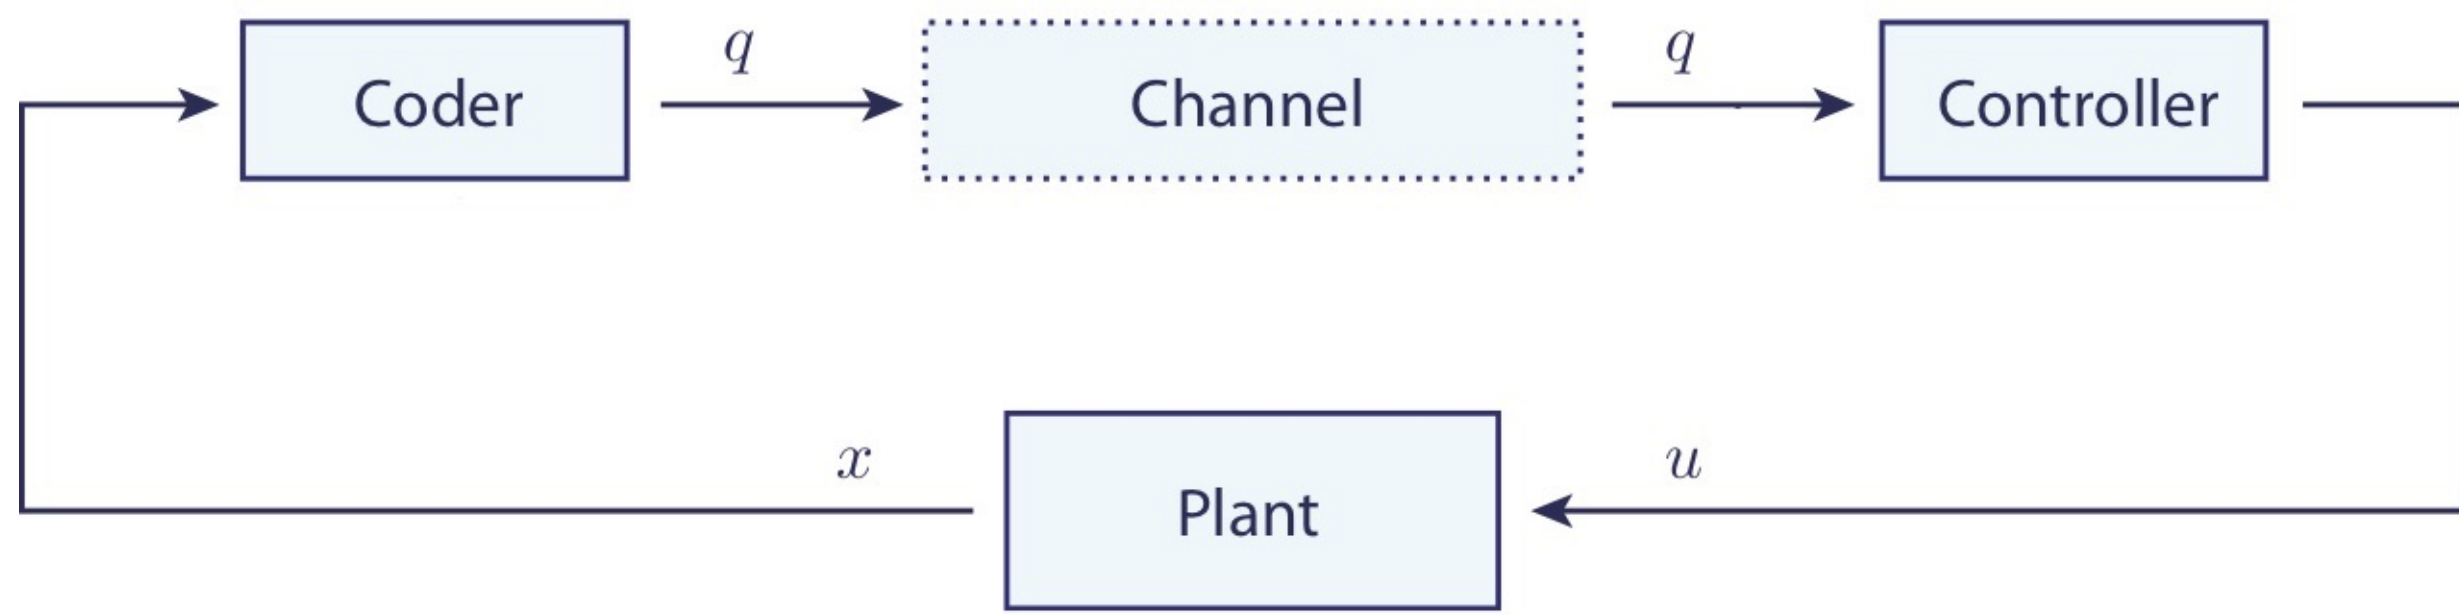 q q
Coder Channel Controller
x u
Plant